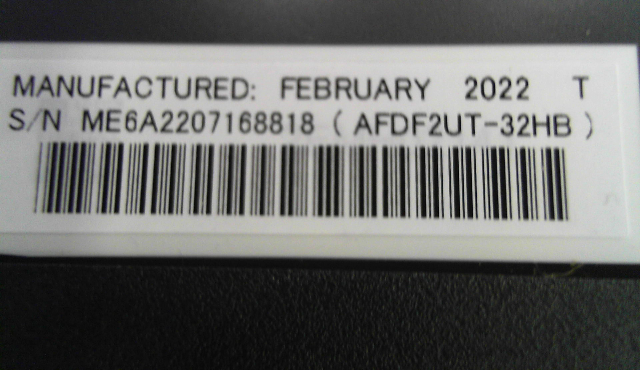 MANUFACTURED: FEBRUARY 2022 T
S/N ME6A2207168818 ( AFDF2UT-32HB )